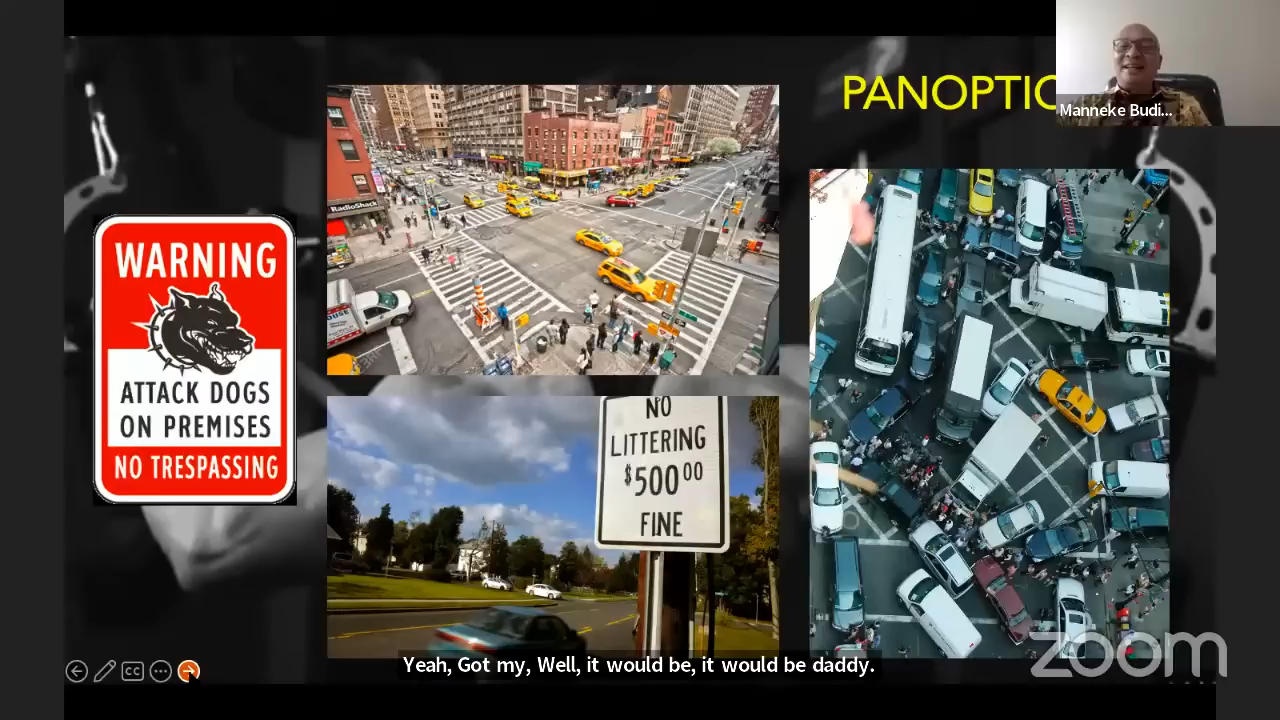 PANOPTIC
Manneke Budi...
WARNING
ATTACK DOGS
ON PREMISES
NO TRESPASSING
RadioShack
NO
LITTERING
$500 00
FINE
CC
Yeah, Got my, Well, it would be, it would be daddy.
zoom